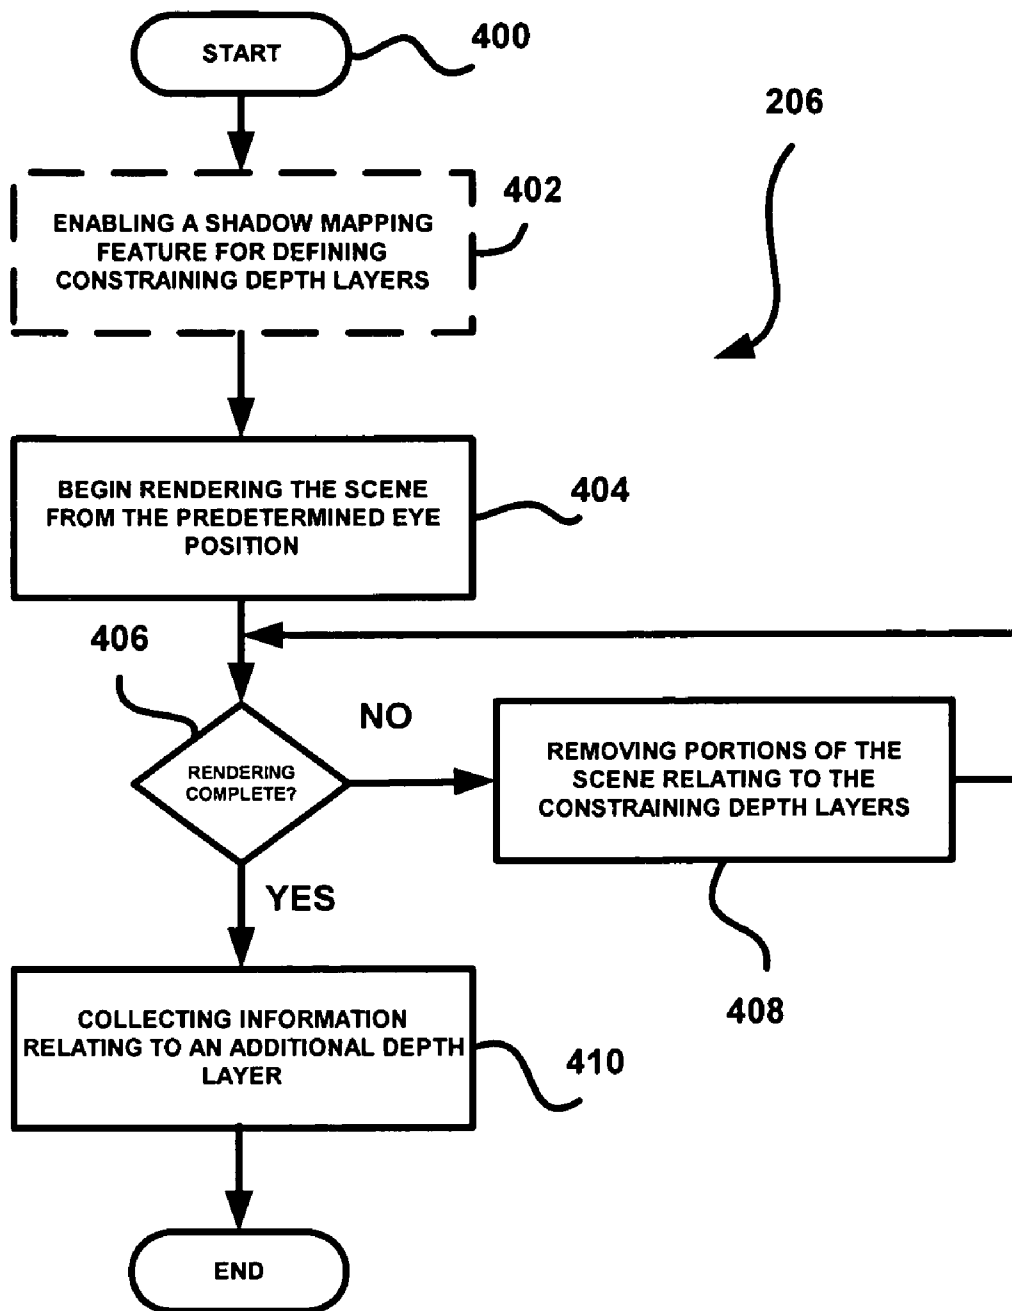 START
400
206
402
ENABLING A SHADOW MAPPING
FEATURE FOR DEFINING
CONSTRAINING DEPTH LAYERS
BEGIN RENDERING THE SCENE
FROM THE PREDETERMINED EYE
POSITION
404
406
NO
RENDERING
COMPLETE?
REMOVING PORTIONS OF THE
SCENE RELATING TO THE
CONSTRAINING DEPTH LAYERS
YES
408
COLLECTING INFORMATION
RELATING TO AN ADDITIONAL DEPTH
LAYER
410
END